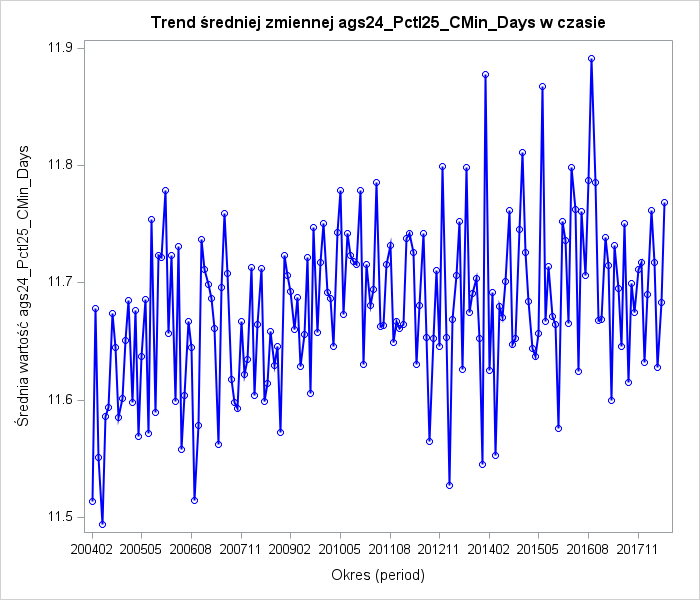 Trend średniej zmiennej ags24_Pctl25_CMin_Days w czasie
Średnia wartość ags24_Pctl25_CMin_Days
11.9
11.8
11.7
11.6
11.5
200402 200505 200608 200711 200902 201005 201108 201211 201402 201505 201608 201711
Okres (period)